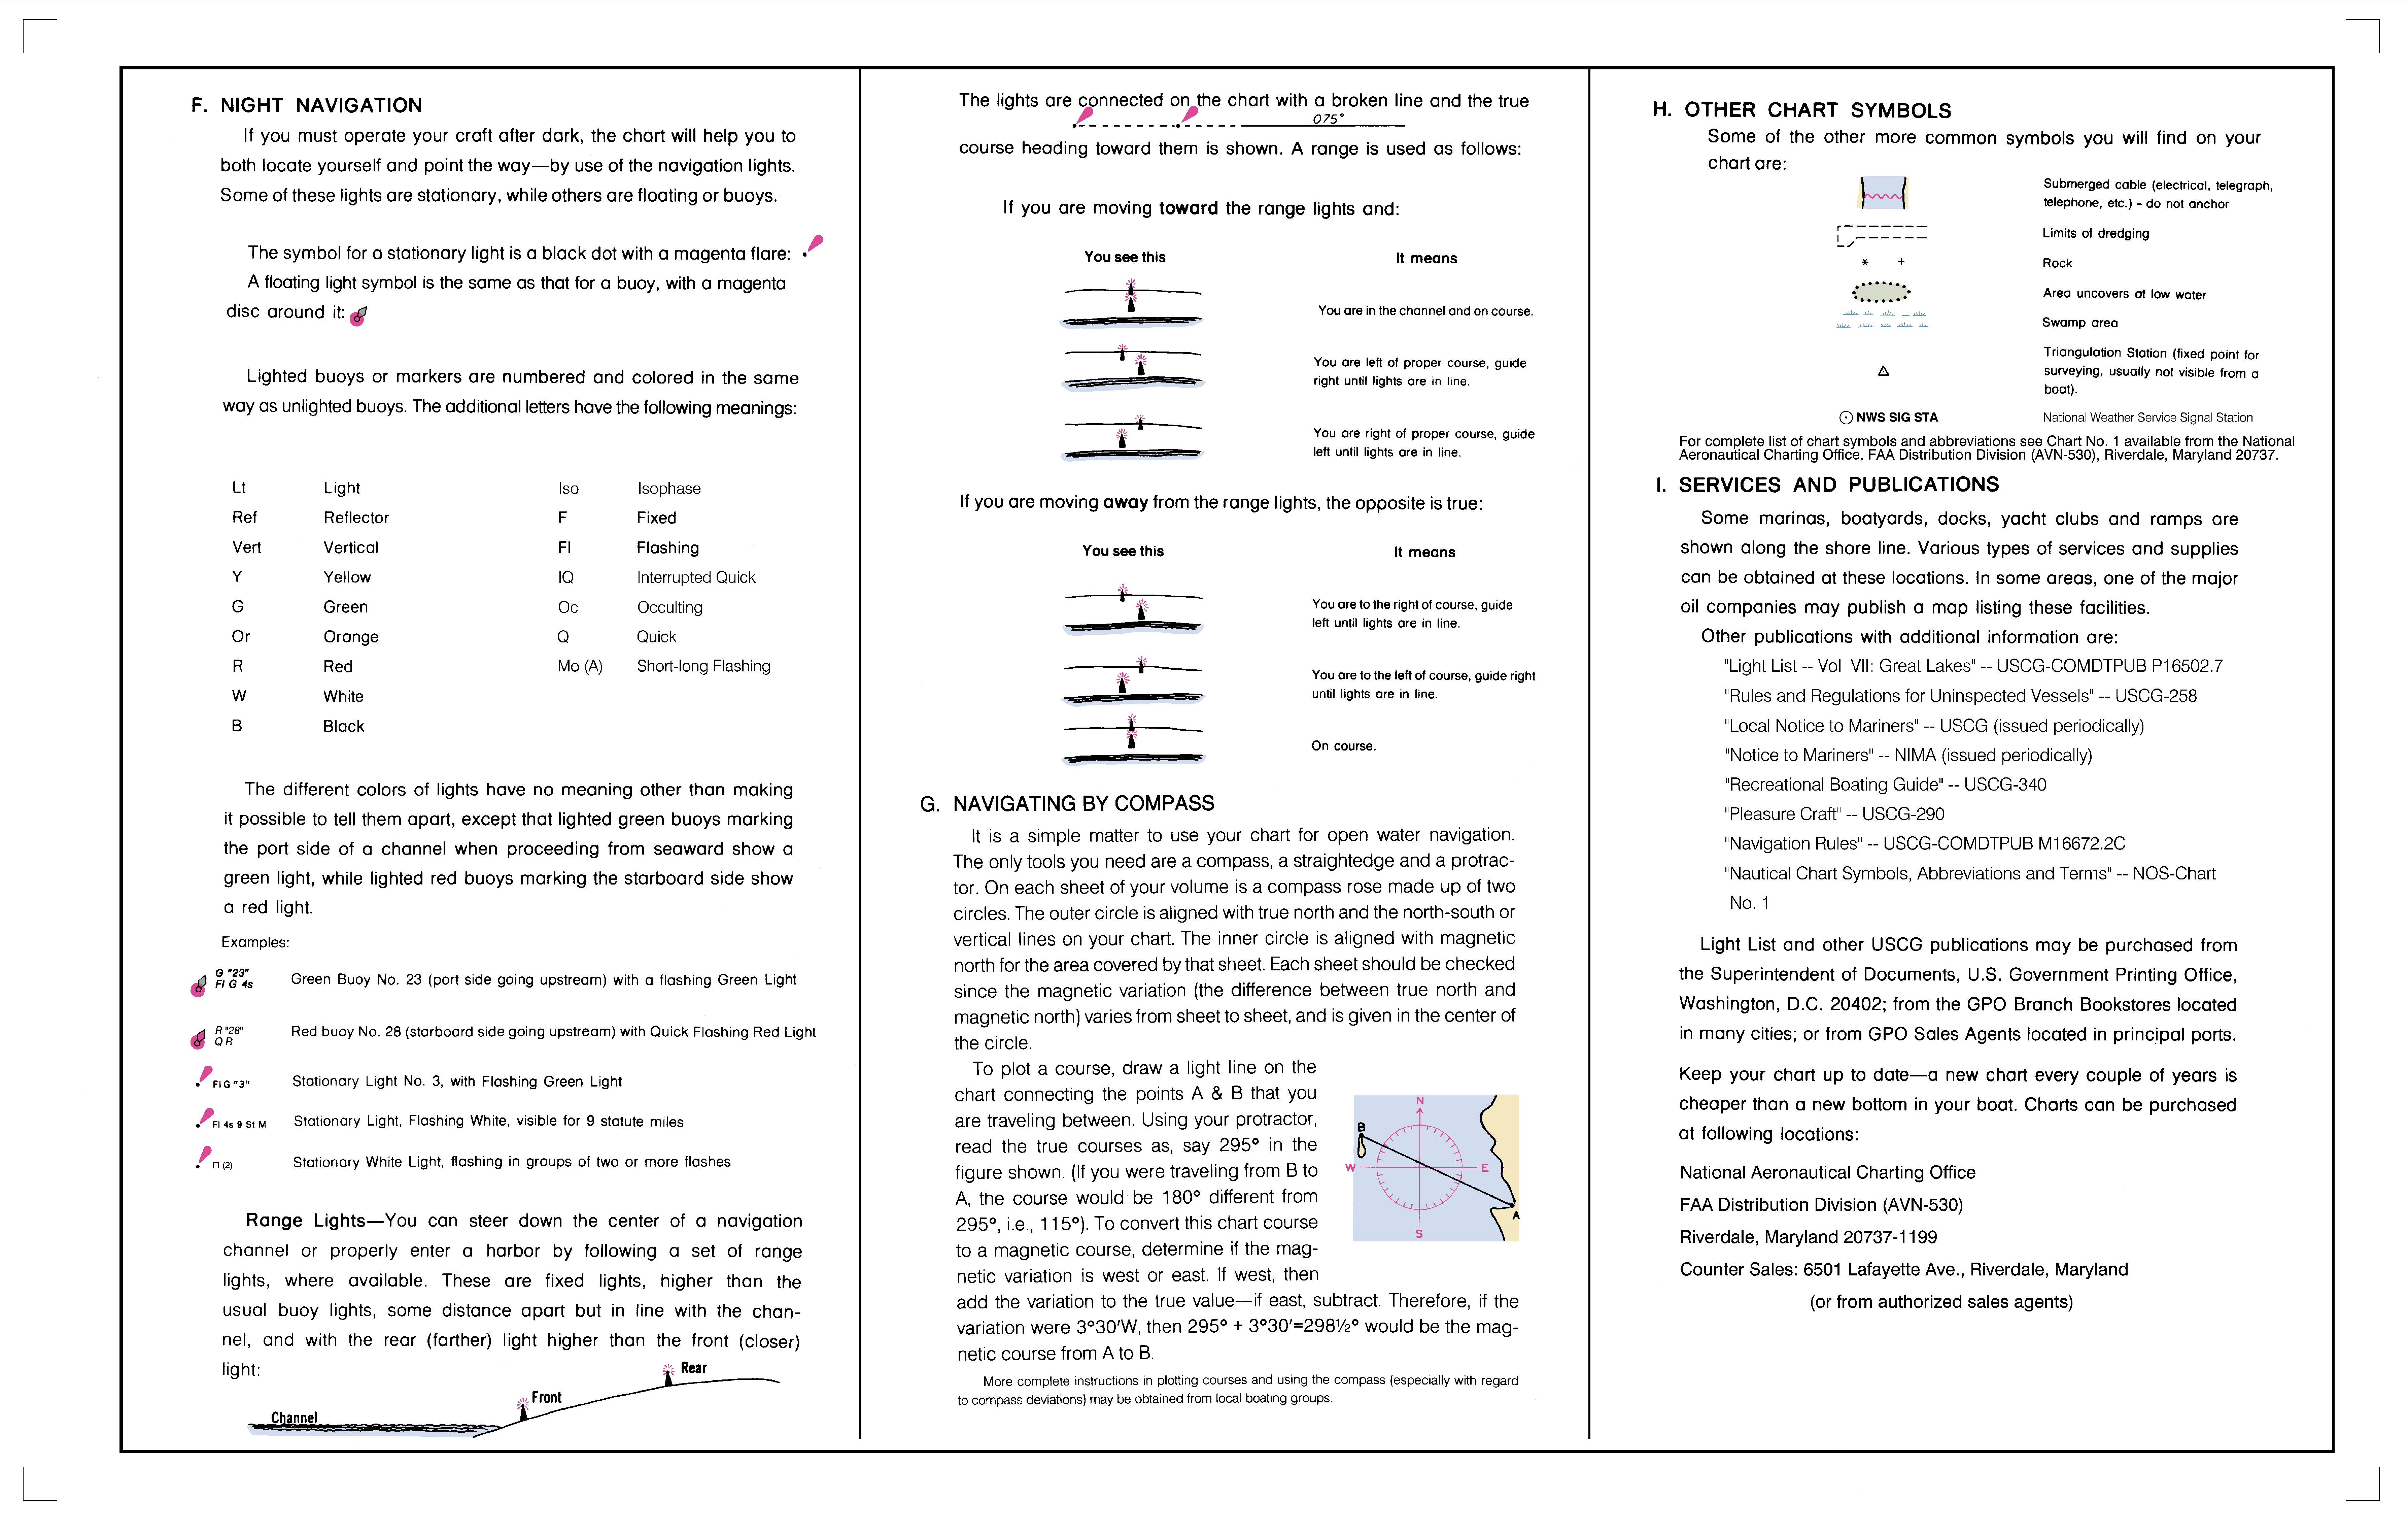 F. NIGHT NAVIGATION
If you must operate your craft after dark, the chart will help you to
both locate yourself and point the way—by use of the navigation lights.
Some of these lights are stationary, while others are floating or buoys.
The symbol for a stationary light is a black dot with a magenta flare:
A floating light symbol is the same as that for a buoy, with a magenta
disc around it:
Lighted buoys or markers are numbered and colored in the same
way as unlighted buoys. The additional letters have the following meanings:
Lt Light Iso Isophase
Ref Reflector F Fixed
Vert Vertical Fl Flashing
Y Yellow IQ Interrupted Quick
G Green Oc Occulting
Or Orange Q Quick
R Red Mo (A) Short-long Flashing
W White
B Black
The different colors of lights have no meaning other than making
it possible to tell them apart, except that lighted green buoys marking
the port side of a channel when proceeding from seaward show a
green light, while lighted red buoys marking the starboard side show
a red light.
Examples:
G "23"
Fl G 4s
Green Buoy No. 23 (port side going upstream) with a flashing Green Light
R "28"
Q R
Red buoy No. 28 (starboard side going upstream) with Quick Flashing Red Light
Fl G "3" Stationary Light No. 3, with Flashing Green Light
Fl 4s 9 St M Stationary Light, Flashing White, visible for 9 statute miles
Fl (2) Stationary White Light, flashing in groups of two or more flashes
Range Lights—You can steer down the center of a navigation
channel or properly enter a harbor by following a set of range
lights, where available. These are fixed lights, higher than the
usual buoy lights, some distance apart but in line with the chan-
nel, and with the rear (farther) light higher than the front (closer)
light:
Rear
Front
Channel
The lights are connected on the chart with a broken line and the true
075°
course heading toward them is shown. A range is used as follows:
If you are moving toward the range lights and:
You see this It means
You are in the channel and on course.
You are left of proper course, guide
right until lights are in line.
You are right of proper course, guide
left until lights are in line.
If you are moving away from the range lights, the opposite is true:
You see this It means
You are to the right of course, guide
left until lights are in line.
You are to the left of course, guide right
until lights are in line.
On course.
G. NAVIGATING BY COMPASS
It is a simple matter to use your chart for open water navigation.
The only tools you need are a compass, a straightedge and a protrac-
tor. On each sheet of your volume is a compass rose made up of two
circles. The outer circle is aligned with true north and the north-south or
vertical lines on your chart. The inner circle is aligned with magnetic
north for the area covered by that sheet. Each sheet should be checked
since the magnetic variation (the difference between true north and
magnetic north) varies from sheet to sheet, and is given in the center of
the circle.
To plot a course, draw a light line on the
chart connecting the points A & B that you
are traveling between. Using your protractor,
read the true courses as, say 295° in the
figure shown. (If you were traveling from B to
A, the course would be 180° different from
295°, i.e., 115°). To convert this chart course
to a magnetic course, determine if the mag-
netic variation is west or east. If west, then
add the variation to the true value—if east, subtract. Therefore, if the
variation were 3°30'W, then 295° + 3°30'=298½° would be the mag-
netic course from A to B.
N
B
W
E
A
S
More complete instructions in plotting courses and using the compass (especially with regard
to compass deviations) may be obtained from local boating groups.
H. OTHER CHART SYMBOLS
Some of the other more common symbols you will find on your
chart are:
Submerged cable (electrical, telegraph,
telephone, etc.) - do not anchor
Limits of dredging
* + Rock
Area uncovers at low water
Swamp area
Triangulation Station (fixed point for
surveying, usually not visible from a
boat).
NWS SIG STA National Weather Service Signal Station
For complete list of chart symbols and abbreviations see Chart No. 1 available from the National
Aeronautical Charting Office, FAA Distribution Division (AVN-530), Riverdale, Maryland 20737.
I. SERVICES AND PUBLICATIONS
Some marinas, boatyards, docks, yacht clubs and ramps are
shown along the shore line. Various types of services and supplies
can be obtained at these locations. In some areas, one of the major
oil companies may publish a map listing these facilities.
Other publications with additional information are:
"Light List -- Vol VII: Great Lakes" -- USCG-COMDTPUB P16502.7
"Rules and Regulations for Uninspected Vessels" -- USCG-258
"Local Notice to Mariners" -- USCG (issued periodically)
"Notice to Mariners" -- NIMA (issued periodically)
"Recreational Boating Guide" -- USCG-340
"Pleasure Craft" -- USCG-290
"Navigation Rules" -- USCG-COMDTPUB M16672.2C
"Nautical Chart Symbols, Abbreviations and Terms" -- NOS-Chart
No. 1
Light List and other USCG publications may be purchased from
the Superintendent of Documents, U.S. Government Printing Office,
Washington, D.C. 20402; from the GPO Branch Bookstores located
in many cities; or from GPO Sales Agents located in principal ports.
Keep your chart up to date—a new chart every couple of years is
cheaper than a new bottom in your boat. Charts can be purchased
at following locations:
National Aeronautical Charting Office
FAA Distribution Division (AVN-530)
Riverdale, Maryland 20737-1199
Counter Sales: 6501 Lafayette Ave., Riverdale, Maryland
(or from authorized sales agents)